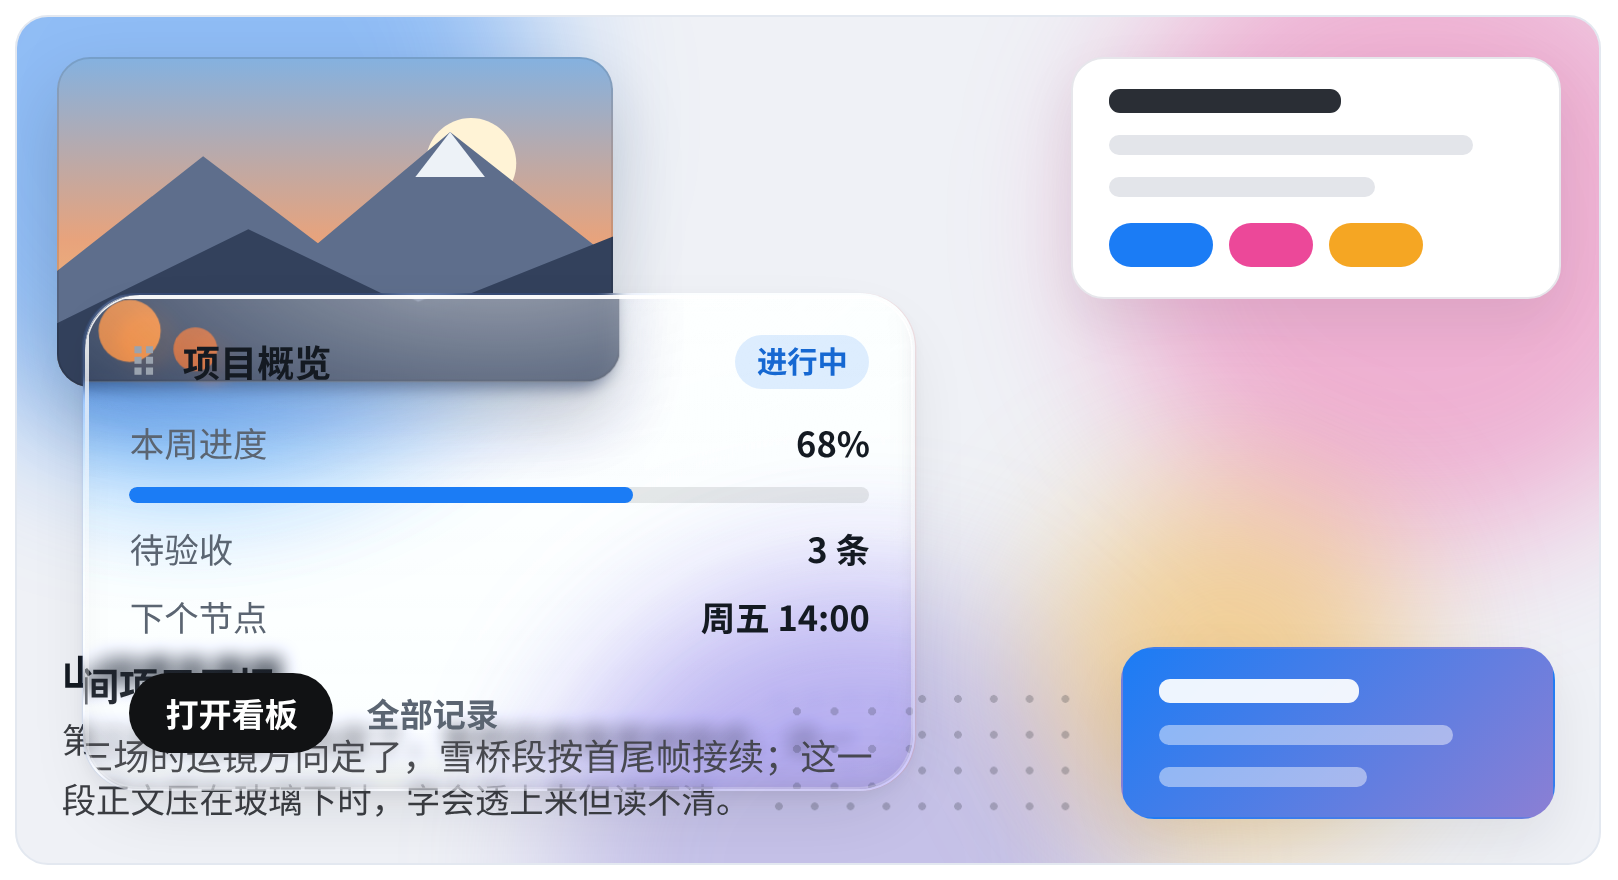 项目概览
进行中
本周进度
68%
待验收
3 条
下个节点
周五 14:00
打开看板
全部记录
三场的运镜方向定了，雪桥段按首尾帧接续；这一
段正文压在玻璃下时，字会透上来但读不清。